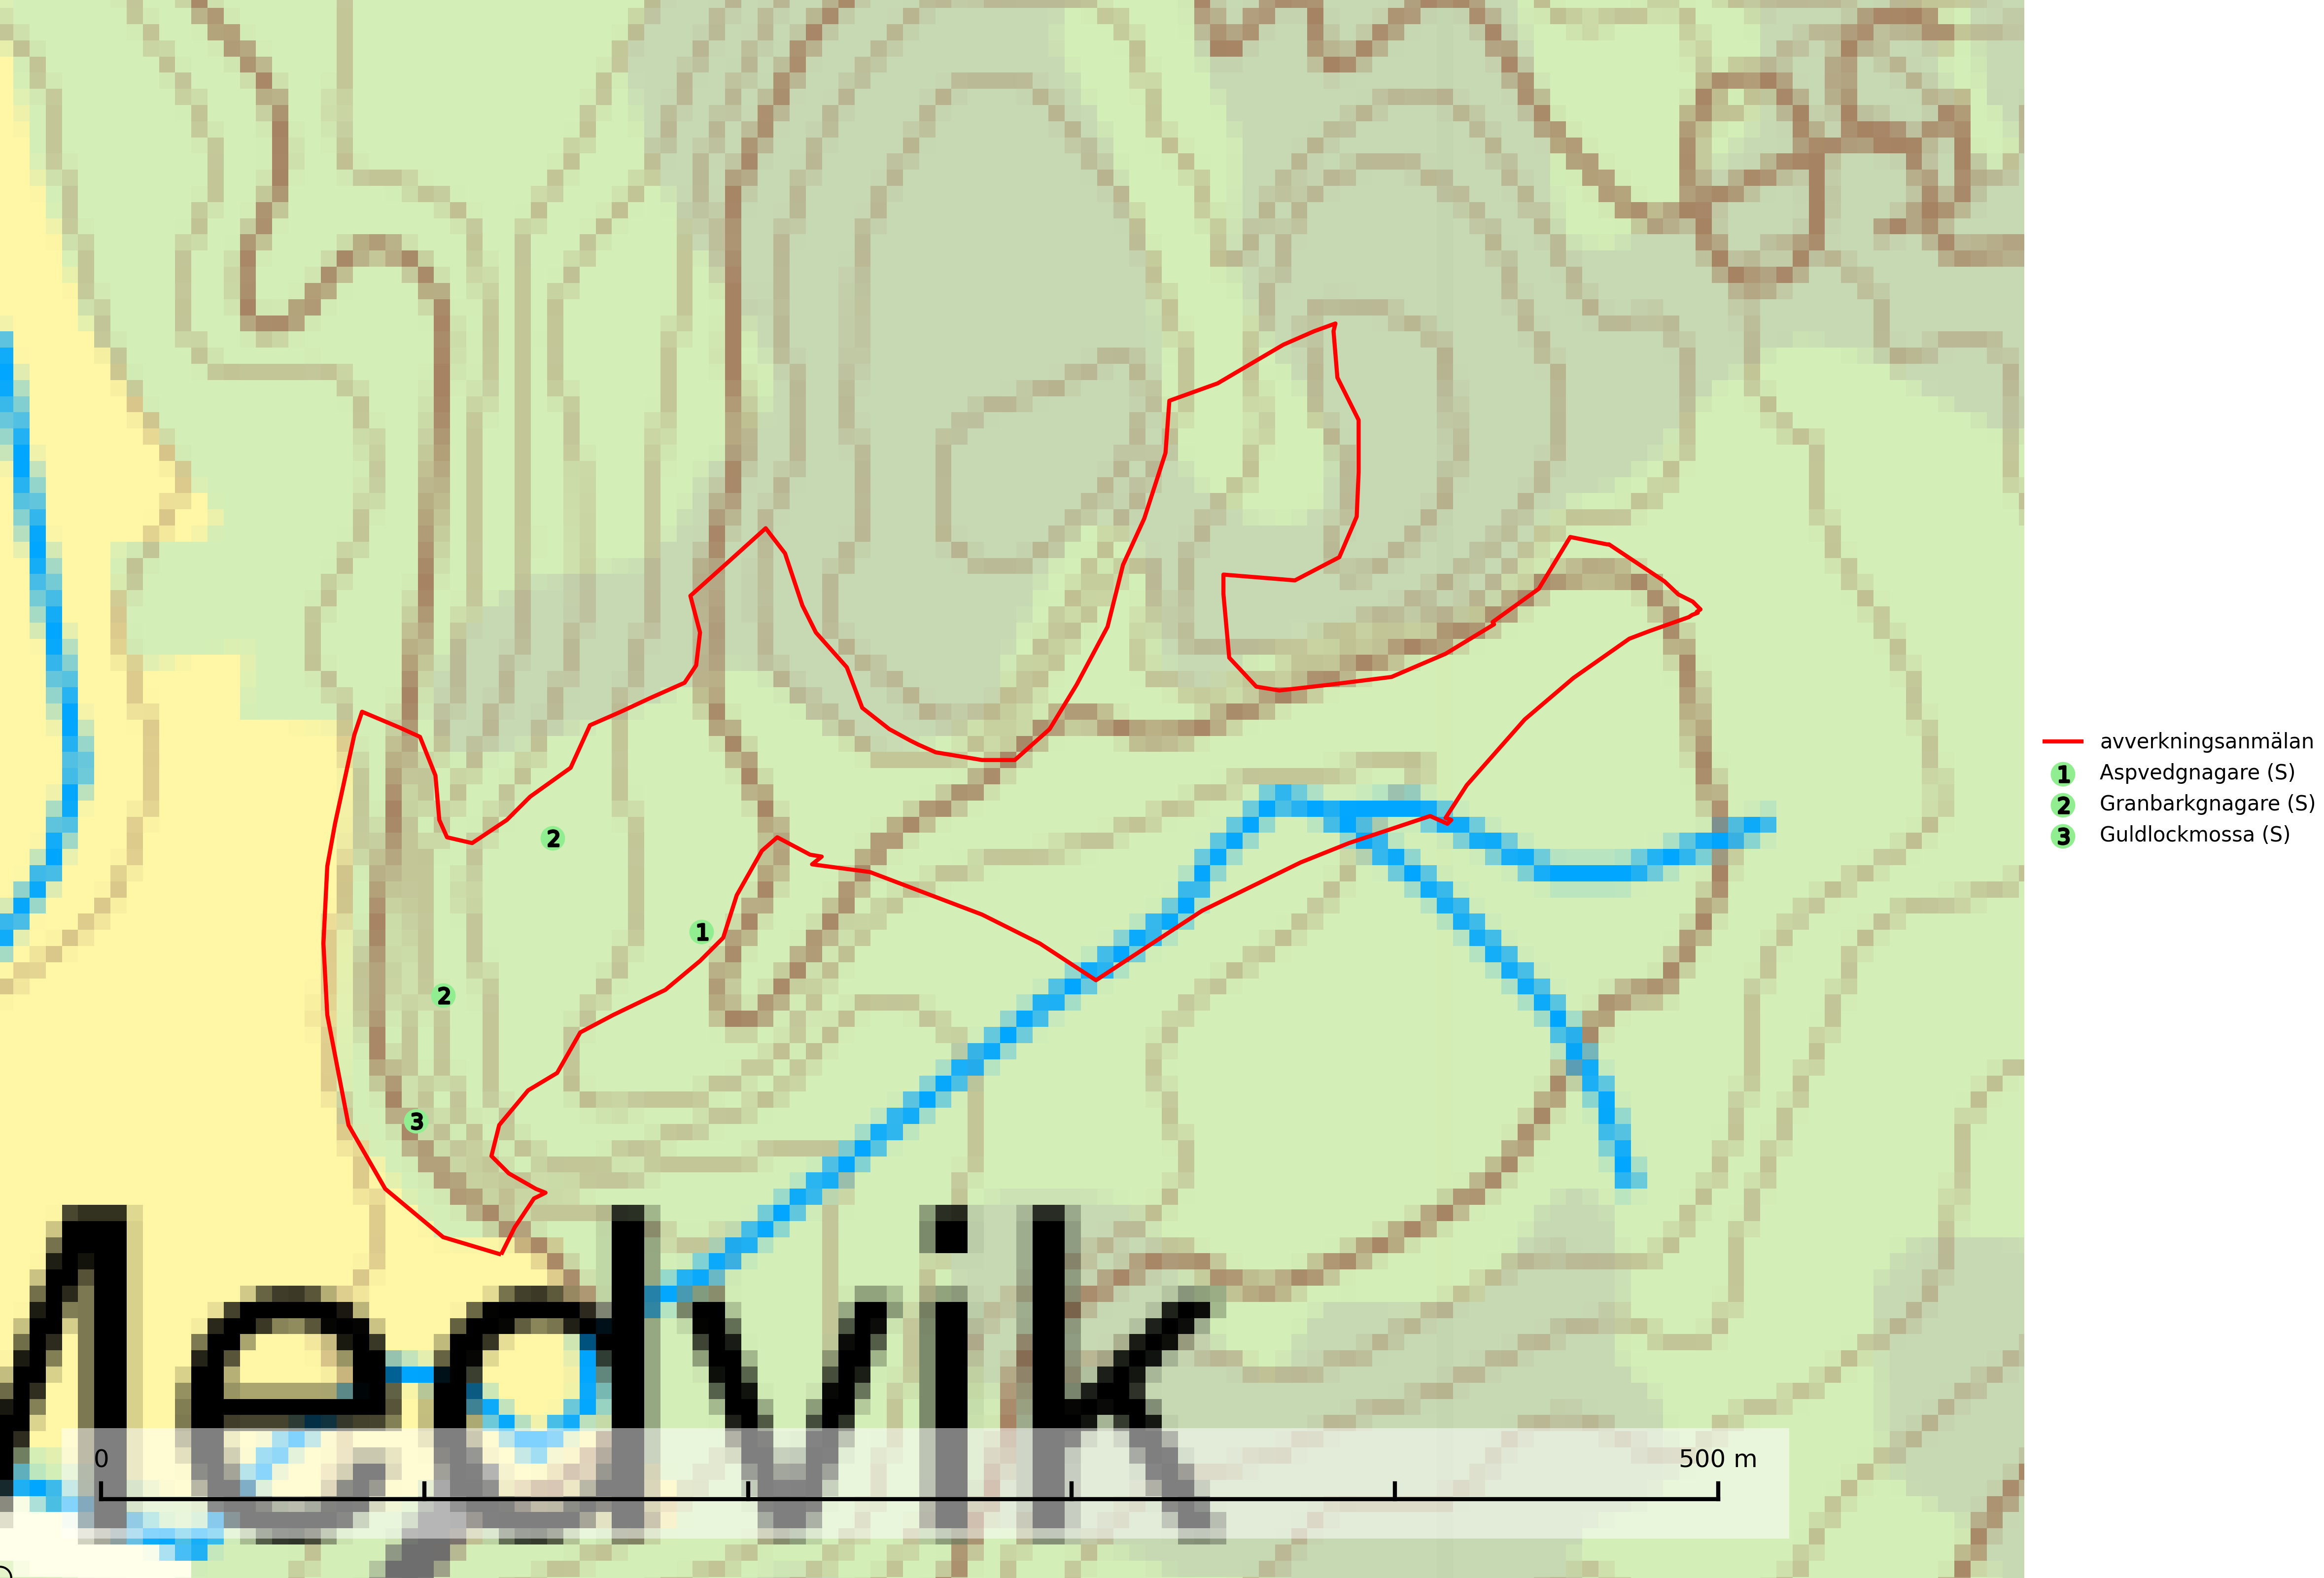 2
1
2
3
Medvik
0 500 m
avverkningsanmälan
1 Aspvedgnagare (S)
2 Granbarkgnagare (S)
3 Guldlockmossa (S)